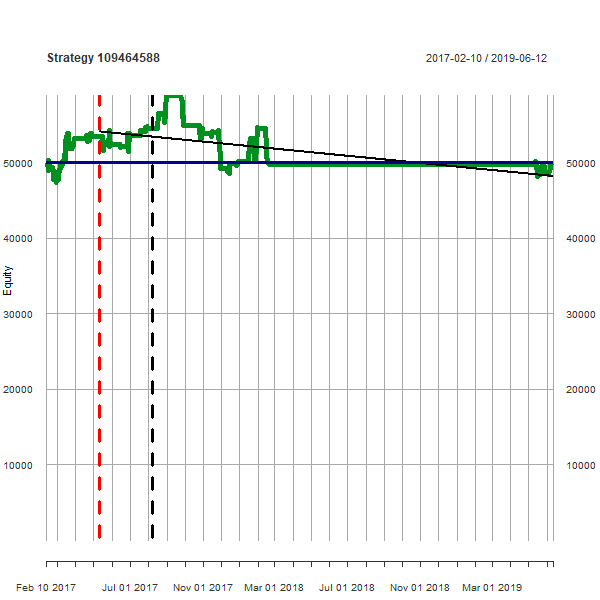 Strategy 109464588
2017-02-10 / 2019-06-12
50000
50000
40000
40000
Equity
30000
30000
20000
20000
10000
10000
Feb 10 2017
Jul 01 2017
Nov 01 2017
Mar 01 2018
Jul 01 2018
Nov 01 2018
Mar 01 2019